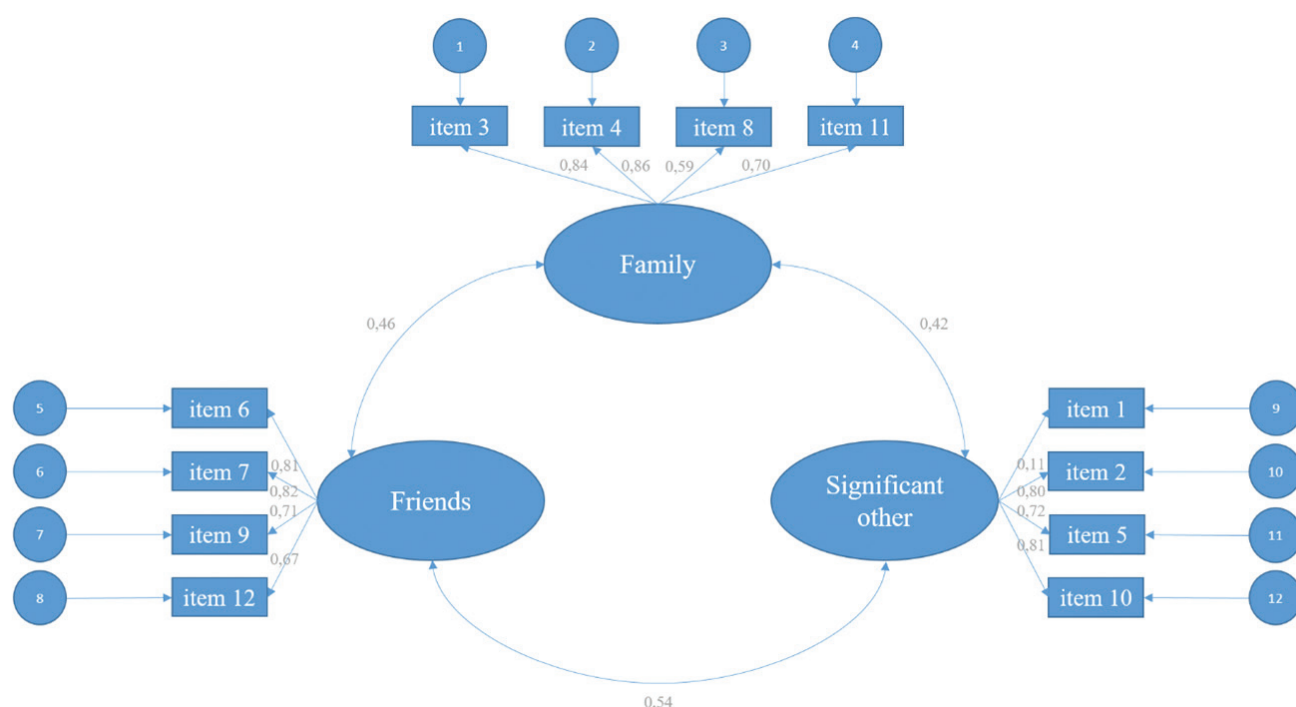 1 2 3 4
item 3 item 4 item 8 item 11
0,84 0,86 0,59 0,70
Family
0,46 0,42
5 item 6 item 1 9
6 item 7 0,81 0,11 item 2 10
0,82 0,80
Friends Significant
other
7 item 9 0,71 0,72 item 5 11
0,67 0,81
8 item 12 item 10 12
0,54